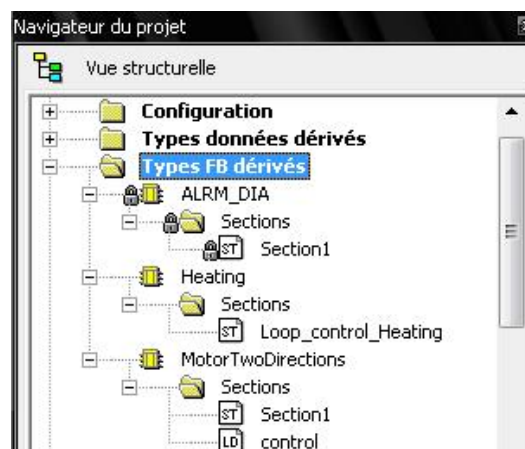 Navigateur du projet
Vue structurelle
Configuration
Types données dérivés
Types FB dérivés
ALRM_DIA
Sections
ST Section1
Heating
Sections
ST Loop_control_Heating
MotorTwoDirections
Sections
ST Section1
LD control